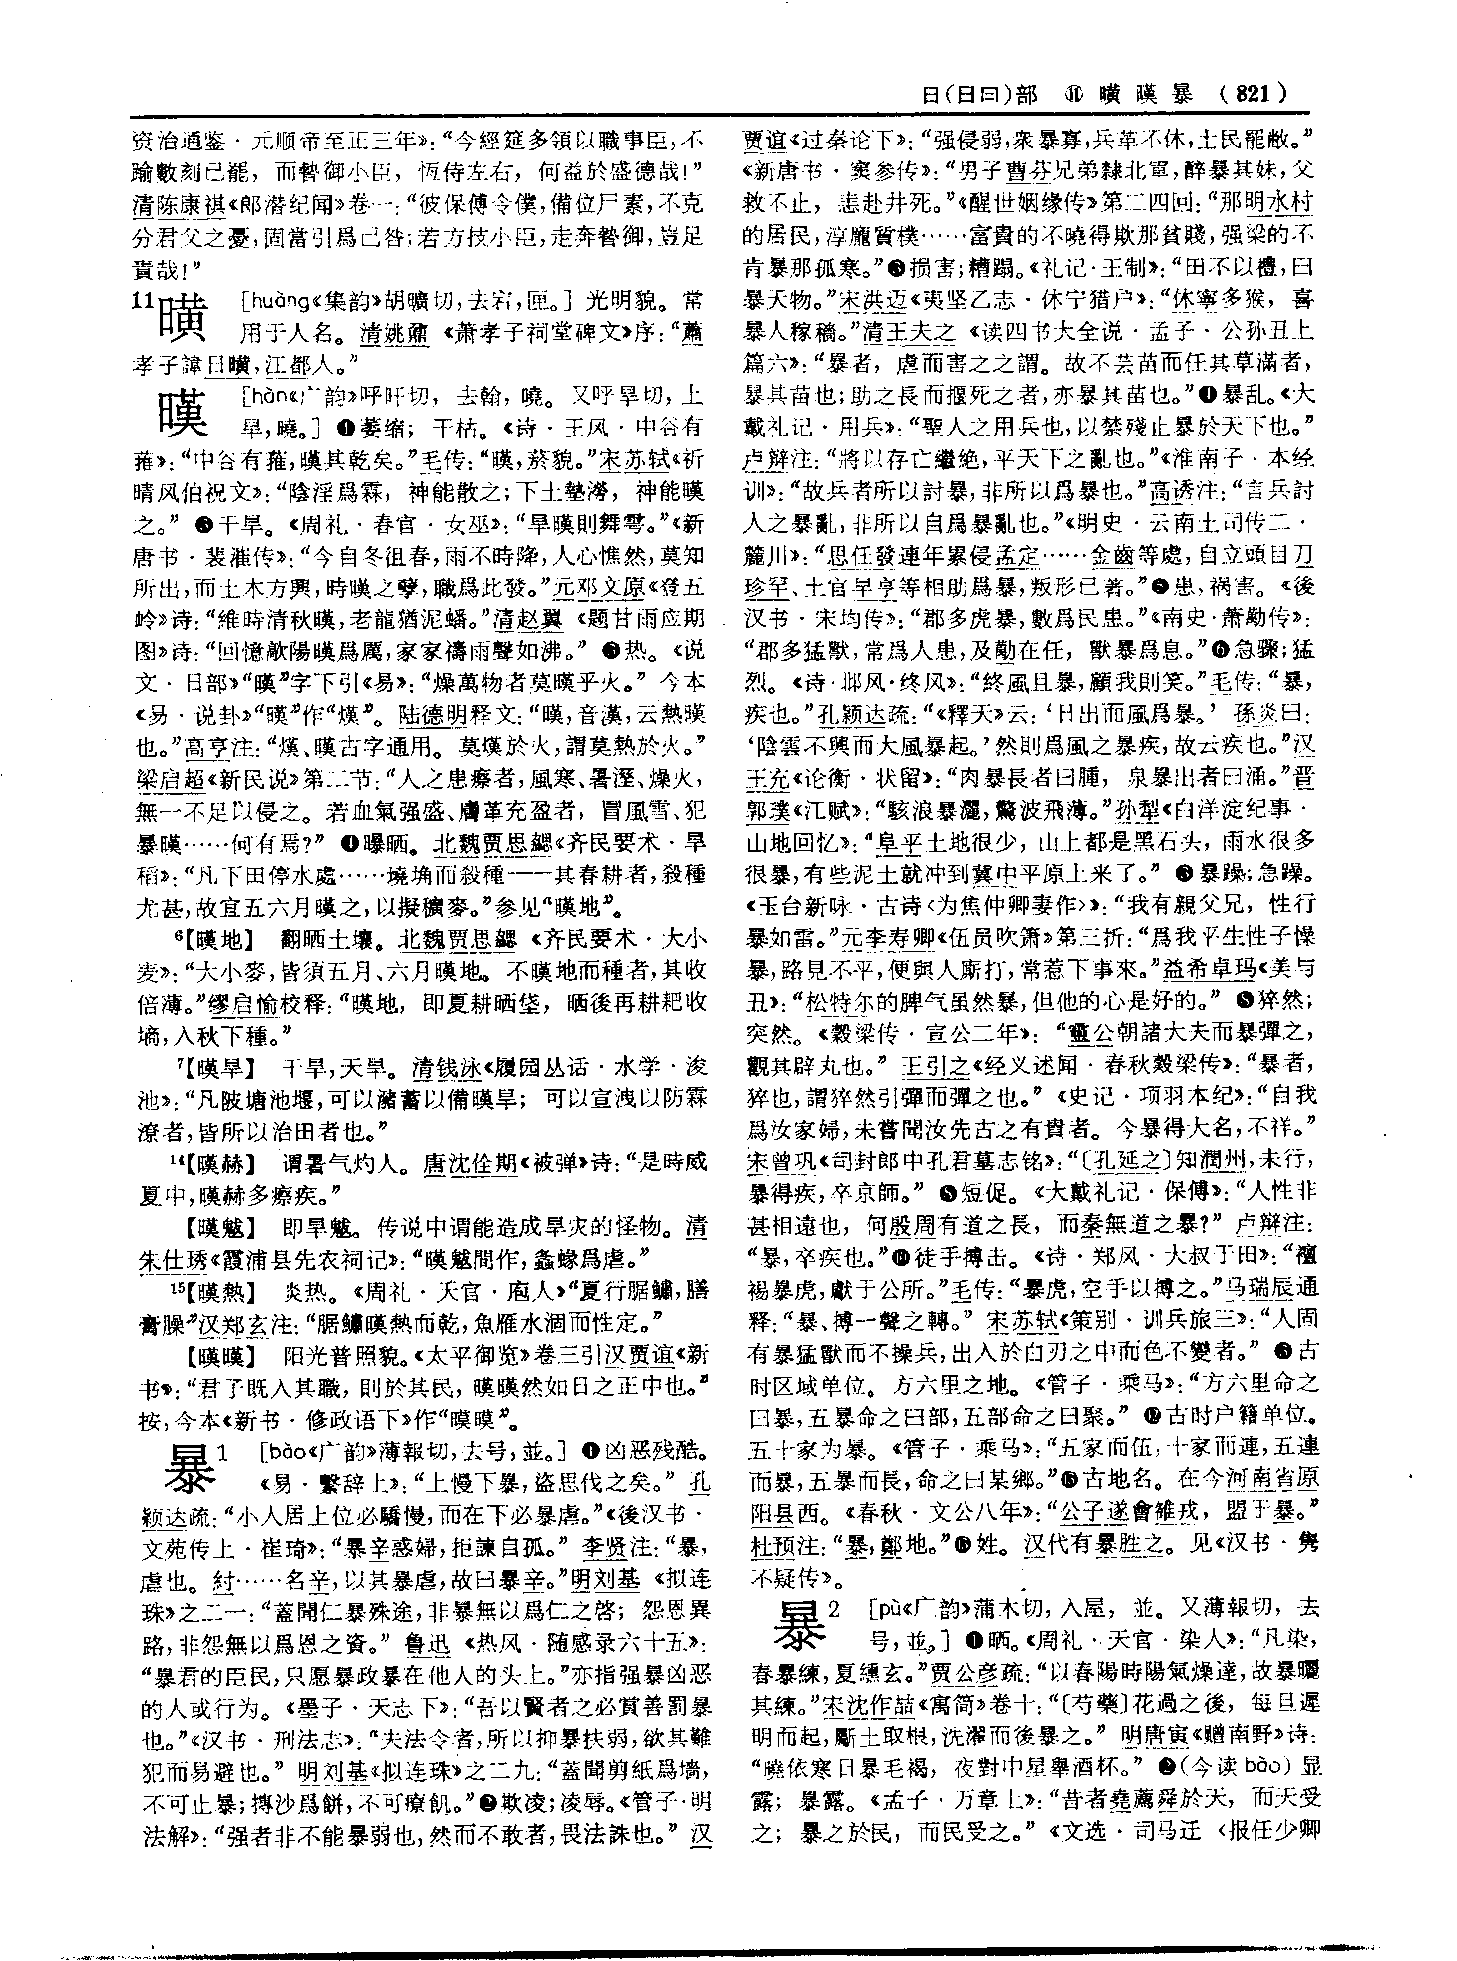 日(日曰)部 ⑪ 曂 暵 暴 (821)
资治通鉴·元顺帝至正三年》：“今經筵多領以職事臣，不
踰數刻已罷，而暬御小臣，恆侍左右，何益於盛德哉！”
清陈康祺《郎潜纪闻》卷一：“彼保傅令僕，備位尸素，不克
分君父之憂，固當引爲己咎；若方技小臣，走奔暬御，豈足
責哉！”
11曂 [huàng《集韵》胡曠切，去宕，匣。] 光明貌。常
用于人名。清姚鼐《萧孝子祠堂碑文》序：“蕭
孝子諱日曂，江都人。”
暵 [hàn《广韵》呼旰切，去翰，曉。又呼旱切，上
旱，曉。] ❶萎缩；干枯。《诗·王风·中谷有
蓷》：“中谷有蓷，暵其乾矣。”毛传：“暵，菸貌。”宋苏轼《祈
晴风伯祝文》：“陰淫爲霖，神能散之；下土墊澇，神能暵
之。” ❷干旱。《周礼·春官·女巫》：“旱暵則舞雩。”《新
唐书·裴漼传》：“今自冬徂春，雨不時降，人心憔然，莫知
所出，而土木方興，時暵之孽，職爲此發。”元邓文原《登五
岭》诗：“維時清秋暵，老龍猶泥蟠。”清赵翼《题甘雨应期
图》诗：“回憶歊陽暵爲厲，家家禱雨聲如沸。” ❸热。《说
文·日部》“暵”字下引《易》：“燥萬物者莫暵乎火。” 今本
《易·说卦》“暵”作“熯”。陆德明释文：“暵，音漢，云熱暵
也。”高亨注：“熯、暵古字通用。莫熯於火，謂莫熱於火。”
梁启超《新民说》第二节：“人之患瘵者，風寒、暑溼、燥火，
無一不足以侵之。若血氣强盛、膚革充盈者，冒風雪、犯
暴暵……何有焉？” ❹曝晒。北魏贾思勰《齐民要术·旱
稻》：“凡下田停水處……墝埆而殺種——其春耕者，殺種
尤甚，故宜五六月暵之，以擬穬麥。”参见“暵地”。
6【暵地】 翻晒土壤。北魏贾思勰《齐民要术·大小
麦》：“大小麥，皆須五月、六月暵地。不暵地而種者，其收
倍薄。”缪启愉校释：“暵地，即夏耕晒垡，晒後再耕耙收
墒，入秋下種。”
7【暵旱】 干旱，天旱。清钱泳《履园丛话·水学·浚
池》：“凡陂塘池堰，可以瀦蓄以備暵旱；可以宣洩以防霖
潦者，皆所以治田者也。”
14【暵赫】 谓暑气灼人。唐沈佺期《被弹》诗：“是時威
夏中，暵赫多瘵疾。”
【暵魃】 即旱魃。传说中谓能造成旱灾的怪物。清
朱仕琇《霞浦县先农祠记》：“暵魃間作，螽蝝爲虐。”
15【暵熱】 炎热。《周礼·天官·庖人》“夏行腒鱐，膳
膏臊”汉郑玄注：“腒鱐暵熱而乾，魚雁水涸而性定。”
【暵暵】 阳光普照貌。《太平御览》卷三引汉贾谊《新
书》：“君子既入其職，則於其民，暵暵然如日之正中也。”
按，今本《新书·修政语下》作“暯暯”。
暴1 [bào《广韵》薄報切，去号，並。] ❶凶恶残酷。
《易·繫辞上》：“上慢下暴，盗思伐之矣。” 孔
颖达疏：“小人居上位必驕慢，而在下必暴虐。”《後汉书·
文苑传上·崔琦》：“暴辛惑婦，拒諫自孤。” 李贤注：“暴，
虐也。紂……名辛，以其暴虐，故曰暴辛。”明刘基《拟连
珠》之二一：“蓋聞仁暴殊途，非暴無以爲仁之啓；怨恩異
路，非怨無以爲恩之資。” 鲁迅《热风·随感录六十五》：
“暴君的臣民，只愿暴政暴在他人的头上。”亦指强暴凶恶
的人或行为。《墨子·天志下》：“吾以賢者之必賞善罰暴
也。”《汉书·刑法志》：“夫法令者，所以抑暴扶弱，欲其難
犯而易避也。” 明刘基《拟连珠》之二九：“蓋聞剪紙爲墻，
不可止暴；摶沙爲餅，不可療飢。”❷欺凌；凌辱。《管子·明
法解》：“强者非不能暴弱也，然而不敢者，畏法誅也。” 汉
贾谊《过秦论下》：“强侵弱，衆暴寡，兵革不休，士民罷敝。”
《新唐书·窦参传》：“男子曹芬兄弟隸北軍，醉暴其妹，父
救不止，恚赴井死。”《醒世姻缘传》第二四回：“那明水村
的居民，淳龐質樸……富貴的不曉得欺那貧賤，强梁的不
肯暴那孤寒。”❸损害；糟蹋。《礼记·王制》：“田不以禮，曰
暴天物。”宋洪迈《夷坚乙志·休宁猎户》：“休寧多猴，喜
暴人稼穡。”清王夫之《读四书大全说·孟子·公孙丑上
篇六》：“暴者，虐而害之之謂。故不芸苗而任其草滿者，
暴其苗也；助之長而揠死之者，亦暴其苗也。”❹暴乱。《大
戴礼记·用兵》：“聖人之用兵也，以禁殘止暴於天下也。”
卢辩注：“將以存亡繼絶，平天下之亂也。”《淮南子·本经
训》：“故兵者所以討暴，非所以爲暴也。”高诱注：“言兵討
人之暴亂，非所以自爲暴亂也。”《明史·云南土司传二·
麓川》：“思任發連年累侵孟定……金齒等處，自立頭目刀
珍罕、土官早亨等相助爲暴，叛形已著。”❺患，祸害。《後
汉书·宋均传》：“郡多虎暴，數爲民患。”《南史·萧劢传》：
“郡多猛獸，常爲人患，及勱在任，獸暴爲息。”❻急骤；猛
烈。《诗·邶风·终风》：“終風且暴，顧我則笑。”毛传：“暴，
疾也。”孔颖达疏：“《釋天》云：‘日出而風爲暴。’ 孫炎曰：
‘陰雲不興而大風暴起。’然則爲風之暴疾，故云疾也。”汉
王充《论衡·状留》：“肉暴長者曰腫，泉暴出者曰涌。”晋
郭璞《江赋》：“駭浪暴灑，驚波飛薄。”孙犁《白洋淀纪事·
山地回忆》：“阜平土地很少，山上都是黑石头，雨水很多
很暴，有些泥土就冲到冀中平原上来了。” ❼暴躁；急躁。
《玉台新咏·古诗〈为焦仲卿妻作〉》：“我有親父兄，性行
暴如雷。”元李寿卿《伍员吹箫》第三折：“爲我平生性子懆
暴，路見不平，便與人廝打，常惹下事來。”益希卓玛《美与
丑》：“松特尔的脾气虽然暴，但他的心是好的。” ❽猝然；
突然。《穀梁传·宣公二年》：“靈公朝諸大夫而暴彈之，
觀其辟丸也。” 王引之《经义述闻·春秋穀梁传》：“暴者，
猝也，謂猝然引彈而彈之也。” 《史记·项羽本纪》：“自我
爲汝家婦，未嘗聞汝先古之有貴者。今暴得大名，不祥。”
宋曾巩《司封郎中孔君墓志铭》：“〔孔延之〕知潤州，未行，
暴得疾，卒京師。” ❾短促。《大戴礼记·保傅》：“人性非
甚相遠也，何殷周有道之長，而秦無道之暴？” 卢辩注：
“暴，卒疾也。”❿徒手搏击。《诗·郑风·大叔于田》：“襢
裼暴虎，獻于公所。”毛传：“暴虎，空手以搏之。”马瑞辰通
释：“暴、搏一聲之轉。” 宋苏轼《策别·训兵旅三》：“人固
有暴猛獸而不操兵，出入於白刃之中而色不變者。” ⓫古
时区域单位。方六里之地。《管子·乘马》：“方六里命之
曰暴，五暴命之曰部，五部命之曰聚。” ⓬古时户籍单位。
五十家为暴。《管子·乘马》：“五家而伍，十家而連，五連
而暴，五暴而長，命之曰某鄉。”⓭古地名。在今河南省原
阳县西。《春秋·文公八年》：“公子遂會雒戎，盟于暴。”
杜预注：“暴，鄭地。”⓮姓。汉代有暴胜之。见《汉书·隽
不疑传》。
暴2 [pù《广韵》蒲木切，入屋，並。又薄報切，去
号，並。] ❶晒。《周礼·天官·染人》：“凡染，
春暴練，夏纁玄。”贾公彦疏：“以春陽時陽氣燥達，故暴曬
其練。”宋沈作喆《寓简》卷十：“〔芍藥〕花過之後，每旦遲
明而起，斸土取根，洗濯而後暴之。” 明唐寅《赠南野》诗：
“曉依寒日暴毛褐，夜對中星舉酒杯。” ❷（今读 bào）显
露；暴露。《孟子·万章上》：“昔者堯薦舜於天，而天受
之；暴之於民，而民受之。” 《文选·司马迁〈报任少卿